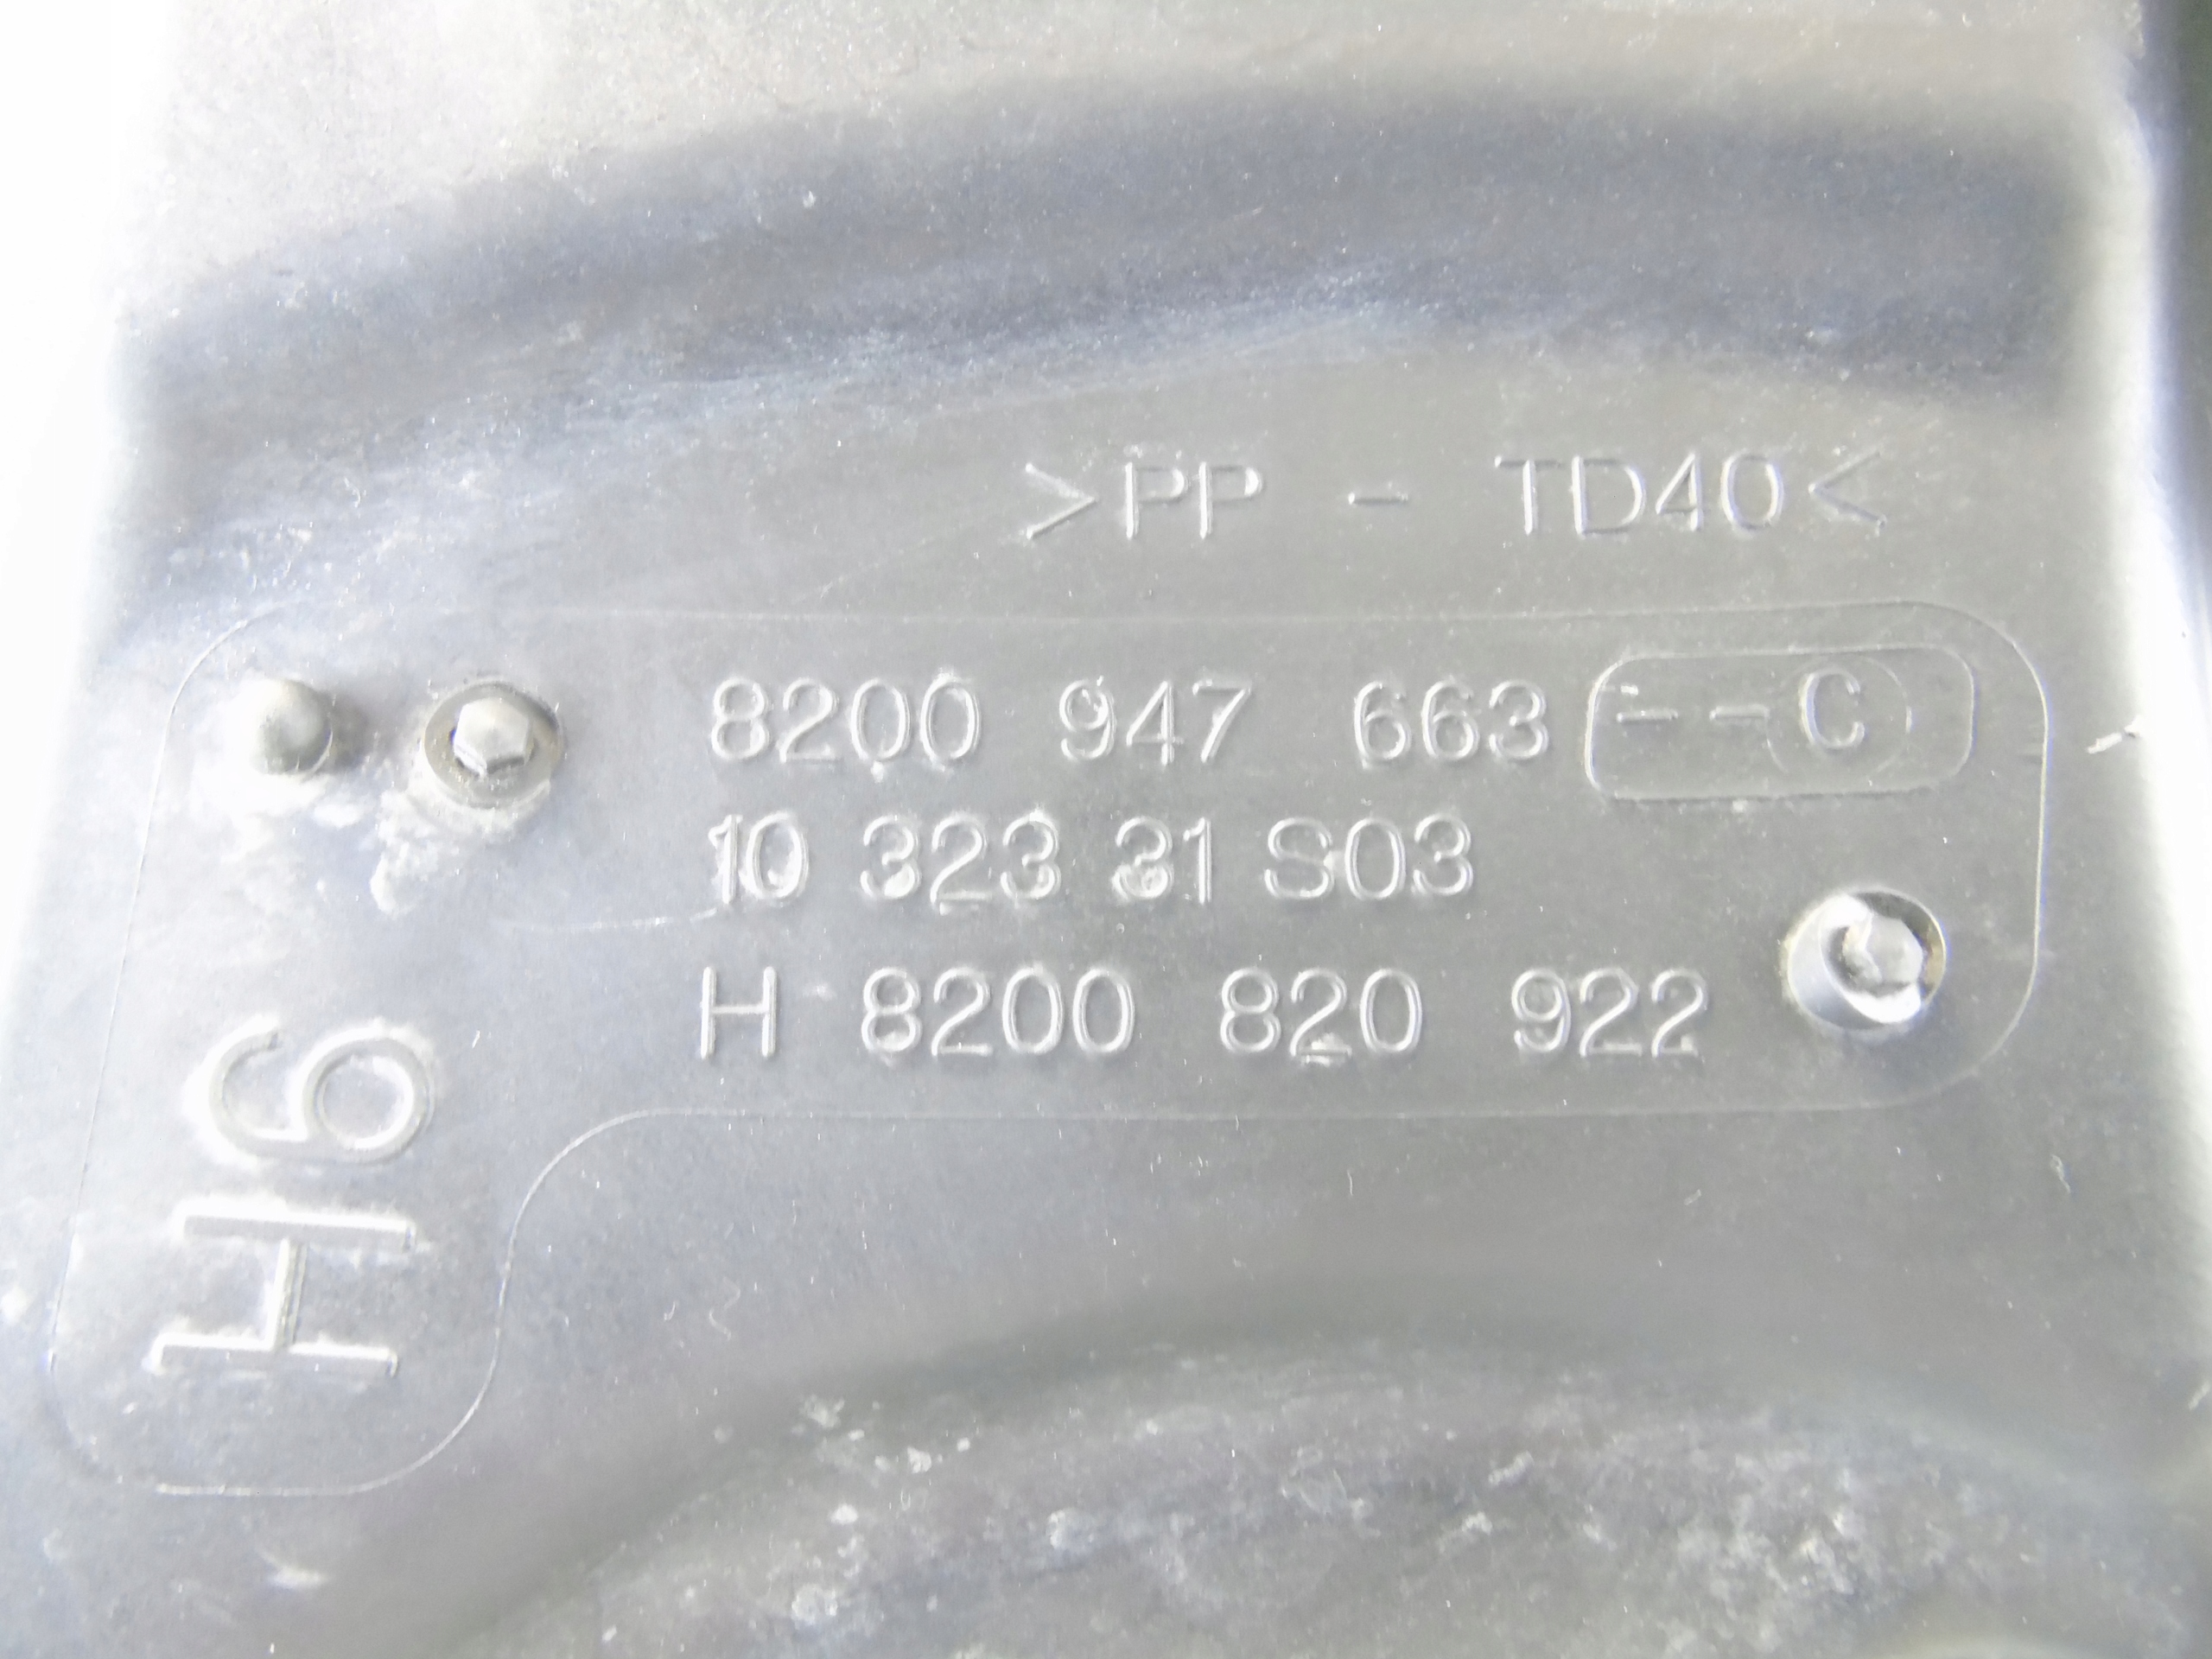 >PP - TD40<
8200 947 663 --C
10 323 31 S03
H 8200 820 922
H6